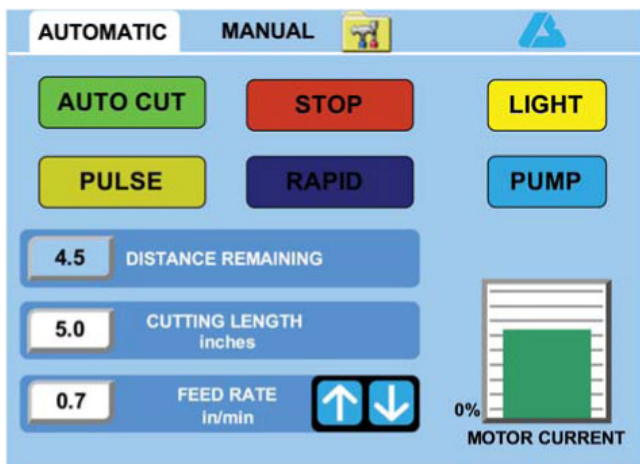 AUTOMATIC MANUAL
AUTO CUT STOP LIGHT
PULSE RAPID PUMP
4.5 DISTANCE REMAINING
5.0 CUTTING LENGTH
inches
0.7 FEED RATE
in/min
0%
MOTOR CURRENT